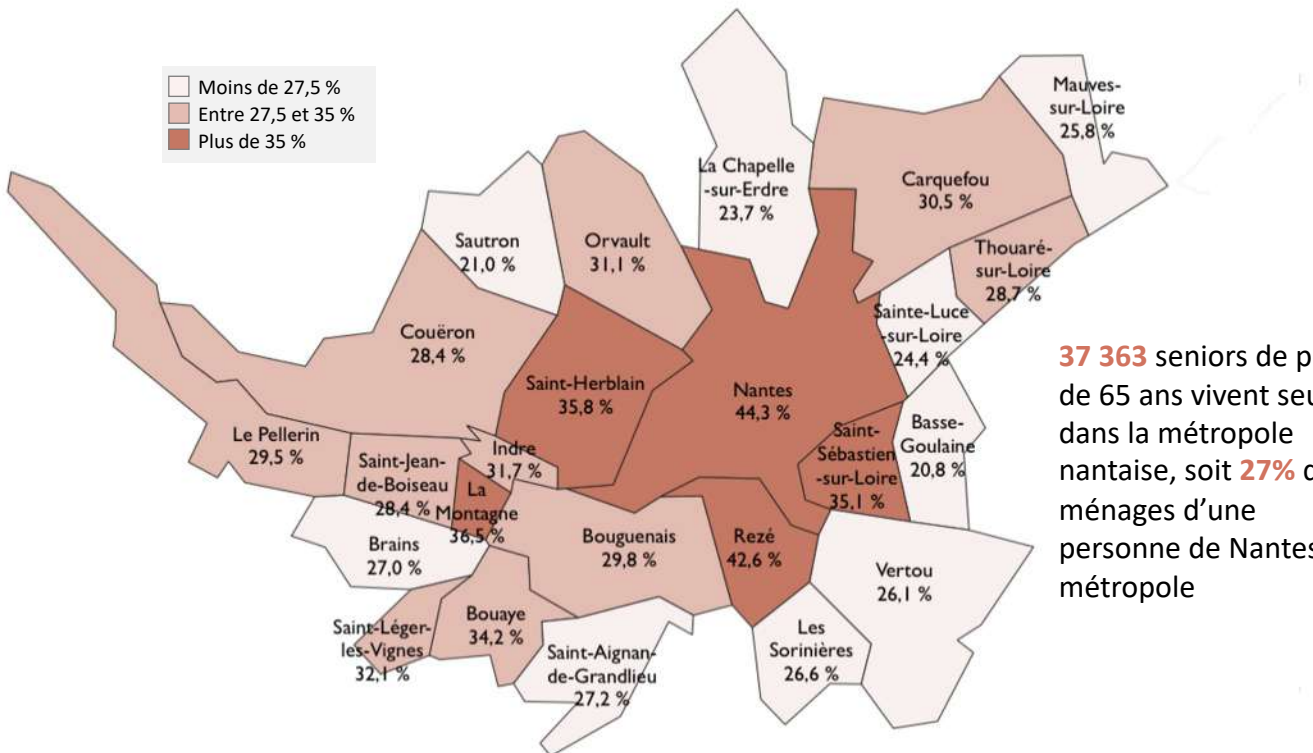 Moins de 27,5 %
Entre 27,5 et 35 %
Plus de 35 %
Mauves-
sur-Loire
25,8 %
La Chapelle
-sur-Erdre
23,7 %
Carquefou
30,5 %
Sautron
21,0 %
Orvault
31,1 %
Thouaré-
sur-Loire
28,7 %
Couëron
28,4 %
Sainte-Luce
-sur-Loire
24,4 %
Saint-Herblain
35,8 %
Nantes
44,3 %
Le Pellerin
29,5 %
Saint-Jean-
de-Boiseau
28,4 %
Indre
31,7 %
La
Montagne
36,5 %
Saint-
Sébastien
-sur-Loire
35,1 %
Basse-
Goulaine
20,8 %
Brains
27,0 %
Bouguenais
29,8 %
Rezé
42,6 %
Vertou
26,1 %
Saint-Léger-
les-Vignes
32,1 %
Bouaye
34,2 %
Saint-Aignan-
de-Grandlieu
27,2 %
Les
Sorinières
26,6 %
37 363 seniors de p
de 65 ans vivent seu
dans la métropole
nantaise, soit 27% d
ménages d’une
personne de Nantes
métropole